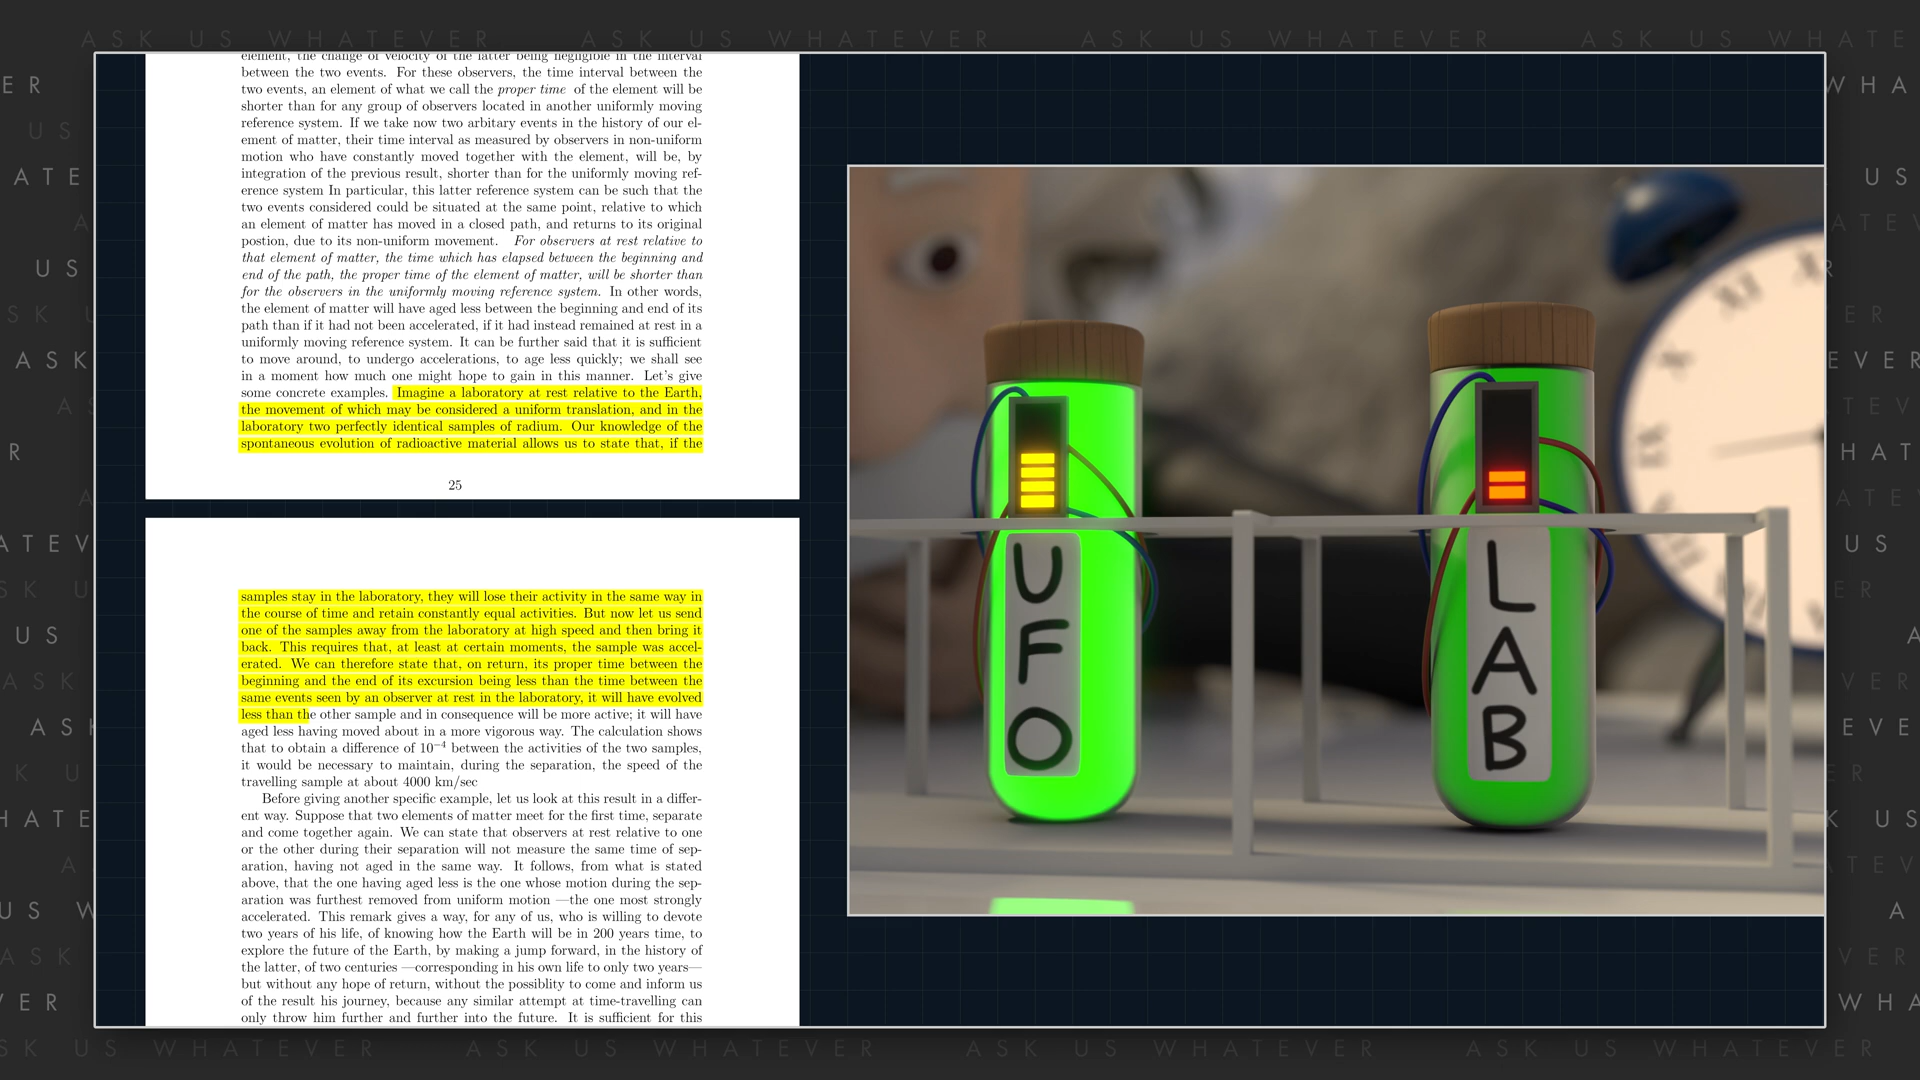 ASK US WHATEVER ASK US WHATEVER ASK US WHATEVER ASK US WHATE
element, the change of velocity of the latter being negligible in the interval
between the two events. For these observers, the time interval between the
two events, an element of what we call the proper time of the element will be
shorter than for any group of observers located in another uniformly moving
reference system. If we take now two arbitary events in the history of our el-
ement of matter, their time interval as measured by observers in non-uniform
motion who have constantly moved together with the element, will be, by
integration of the previous result, shorter than for the uniformly moving ref-
erence system In particular, this latter reference system can be such that the
two events considered could be situated at the same point, relative to which
an element of matter has moved in a closed path, and returns to its original
postion, due to its non-uniform movement. For observers at rest relative to
that element of matter, the time which has elapsed between the beginning and
end of the path, the proper time of the element of matter, will be shorter than
for the observers in the uniformly moving reference system. In other words,
the element of matter will have aged less between the beginning and end of its
path than if it had not been accelerated, if it had instead remained at rest in a
uniformly moving reference system. It can be further said that it is sufficient
to move around, to undergo accelerations, to age less quickly; we shall see
in a moment how much one might hope to gain in this manner. Let's give
some concrete examples. Imagine a laboratory at rest relative to the Earth,
the movement of which may be considered a uniform translation, and in the
laboratory two perfectly identical samples of radium. Our knowledge of the
spontaneous evolution of radioactive material allows us to state that, if the
25
samples stay in the laboratory, they will lose their activity in the same way in
the course of time and retain constantly equal activities. But now let us send
one of the samples away from the laboratory at high speed and then bring it
back. This requires that, at least at certain moments, the sample was accel-
erated. We can therefore state that, on return, its proper time between the
beginning and the end of its excursion being less than the time between the
same events seen by an observer at rest in the laboratory, it will have evolved
less than the other sample and in consequence will be more active; it will have
aged less having moved about in a more vigorous way. The calculation shows
that to obtain a difference of 10⁻⁴ between the activities of the two samples,
it would be necessary to maintain, during the separation, the speed of the
travelling sample at about 4000 km/sec
Before giving another specific example, let us look at this result in a differ-
ent way. Suppose that two elements of matter meet for the first time, separate
and come together again. We can state that observers at rest relative to one
or the other during their separation will not measure the same time of sep-
aration, having not aged in the same way. It follows, from what is stated
above, that the one having aged less is the one whose motion during the sep-
aration was furthest removed from uniform motion —the one most strongly
accelerated. This remark gives a way, for any of us, who is willing to devote
two years of his life, of knowing how the Earth will be in 200 years time, to
explore the future of the Earth, by making a jump forward, in the history of
the latter, of two centuries —corresponding in his own life to only two years—
but without any hope of return, without the possiblity to come and inform us
of the result his journey, because any similar attempt at time-travelling can
only throw him further and further into the future. It is sufficient for this
UFO
LAB
SK US WHATEVER ASK US WHATEVER ASK US WHATEVER ASK US WHATEVER